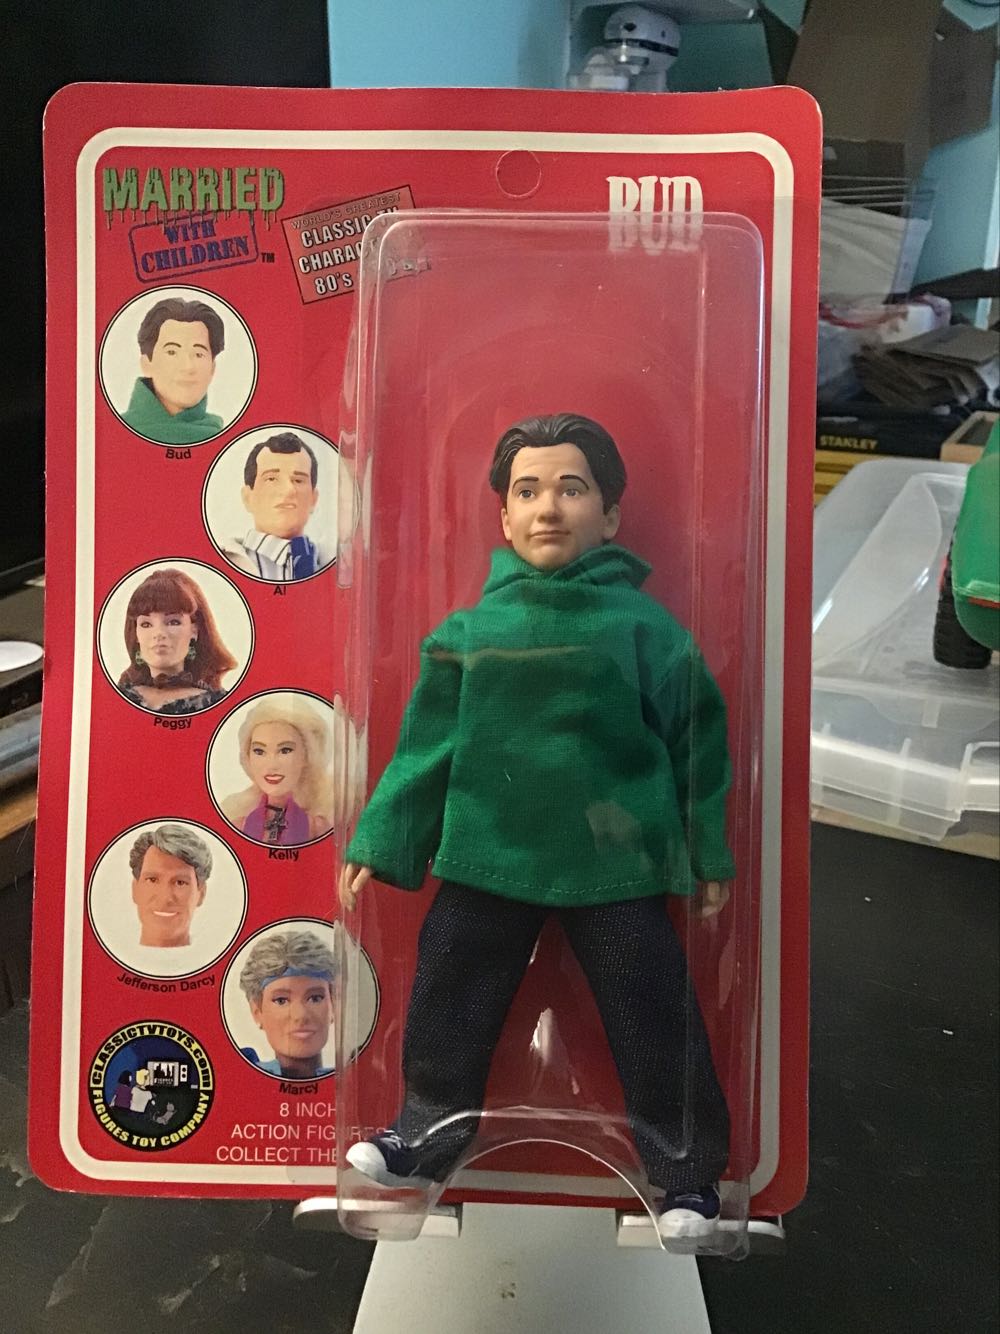 MARRIED
WITH
CHILDREN TM
WORLD'S GREATEST
CLASSIC TV
CHARAC
80's
BUD
Bud
Al
Peggy
Kelly
Jefferson Darcy
Marcy
CLASSICTVTOYS.COM
FIGURES TOY COMPANY
8 INCH
ACTION FIGURES
COLLECT THE
STANLEY